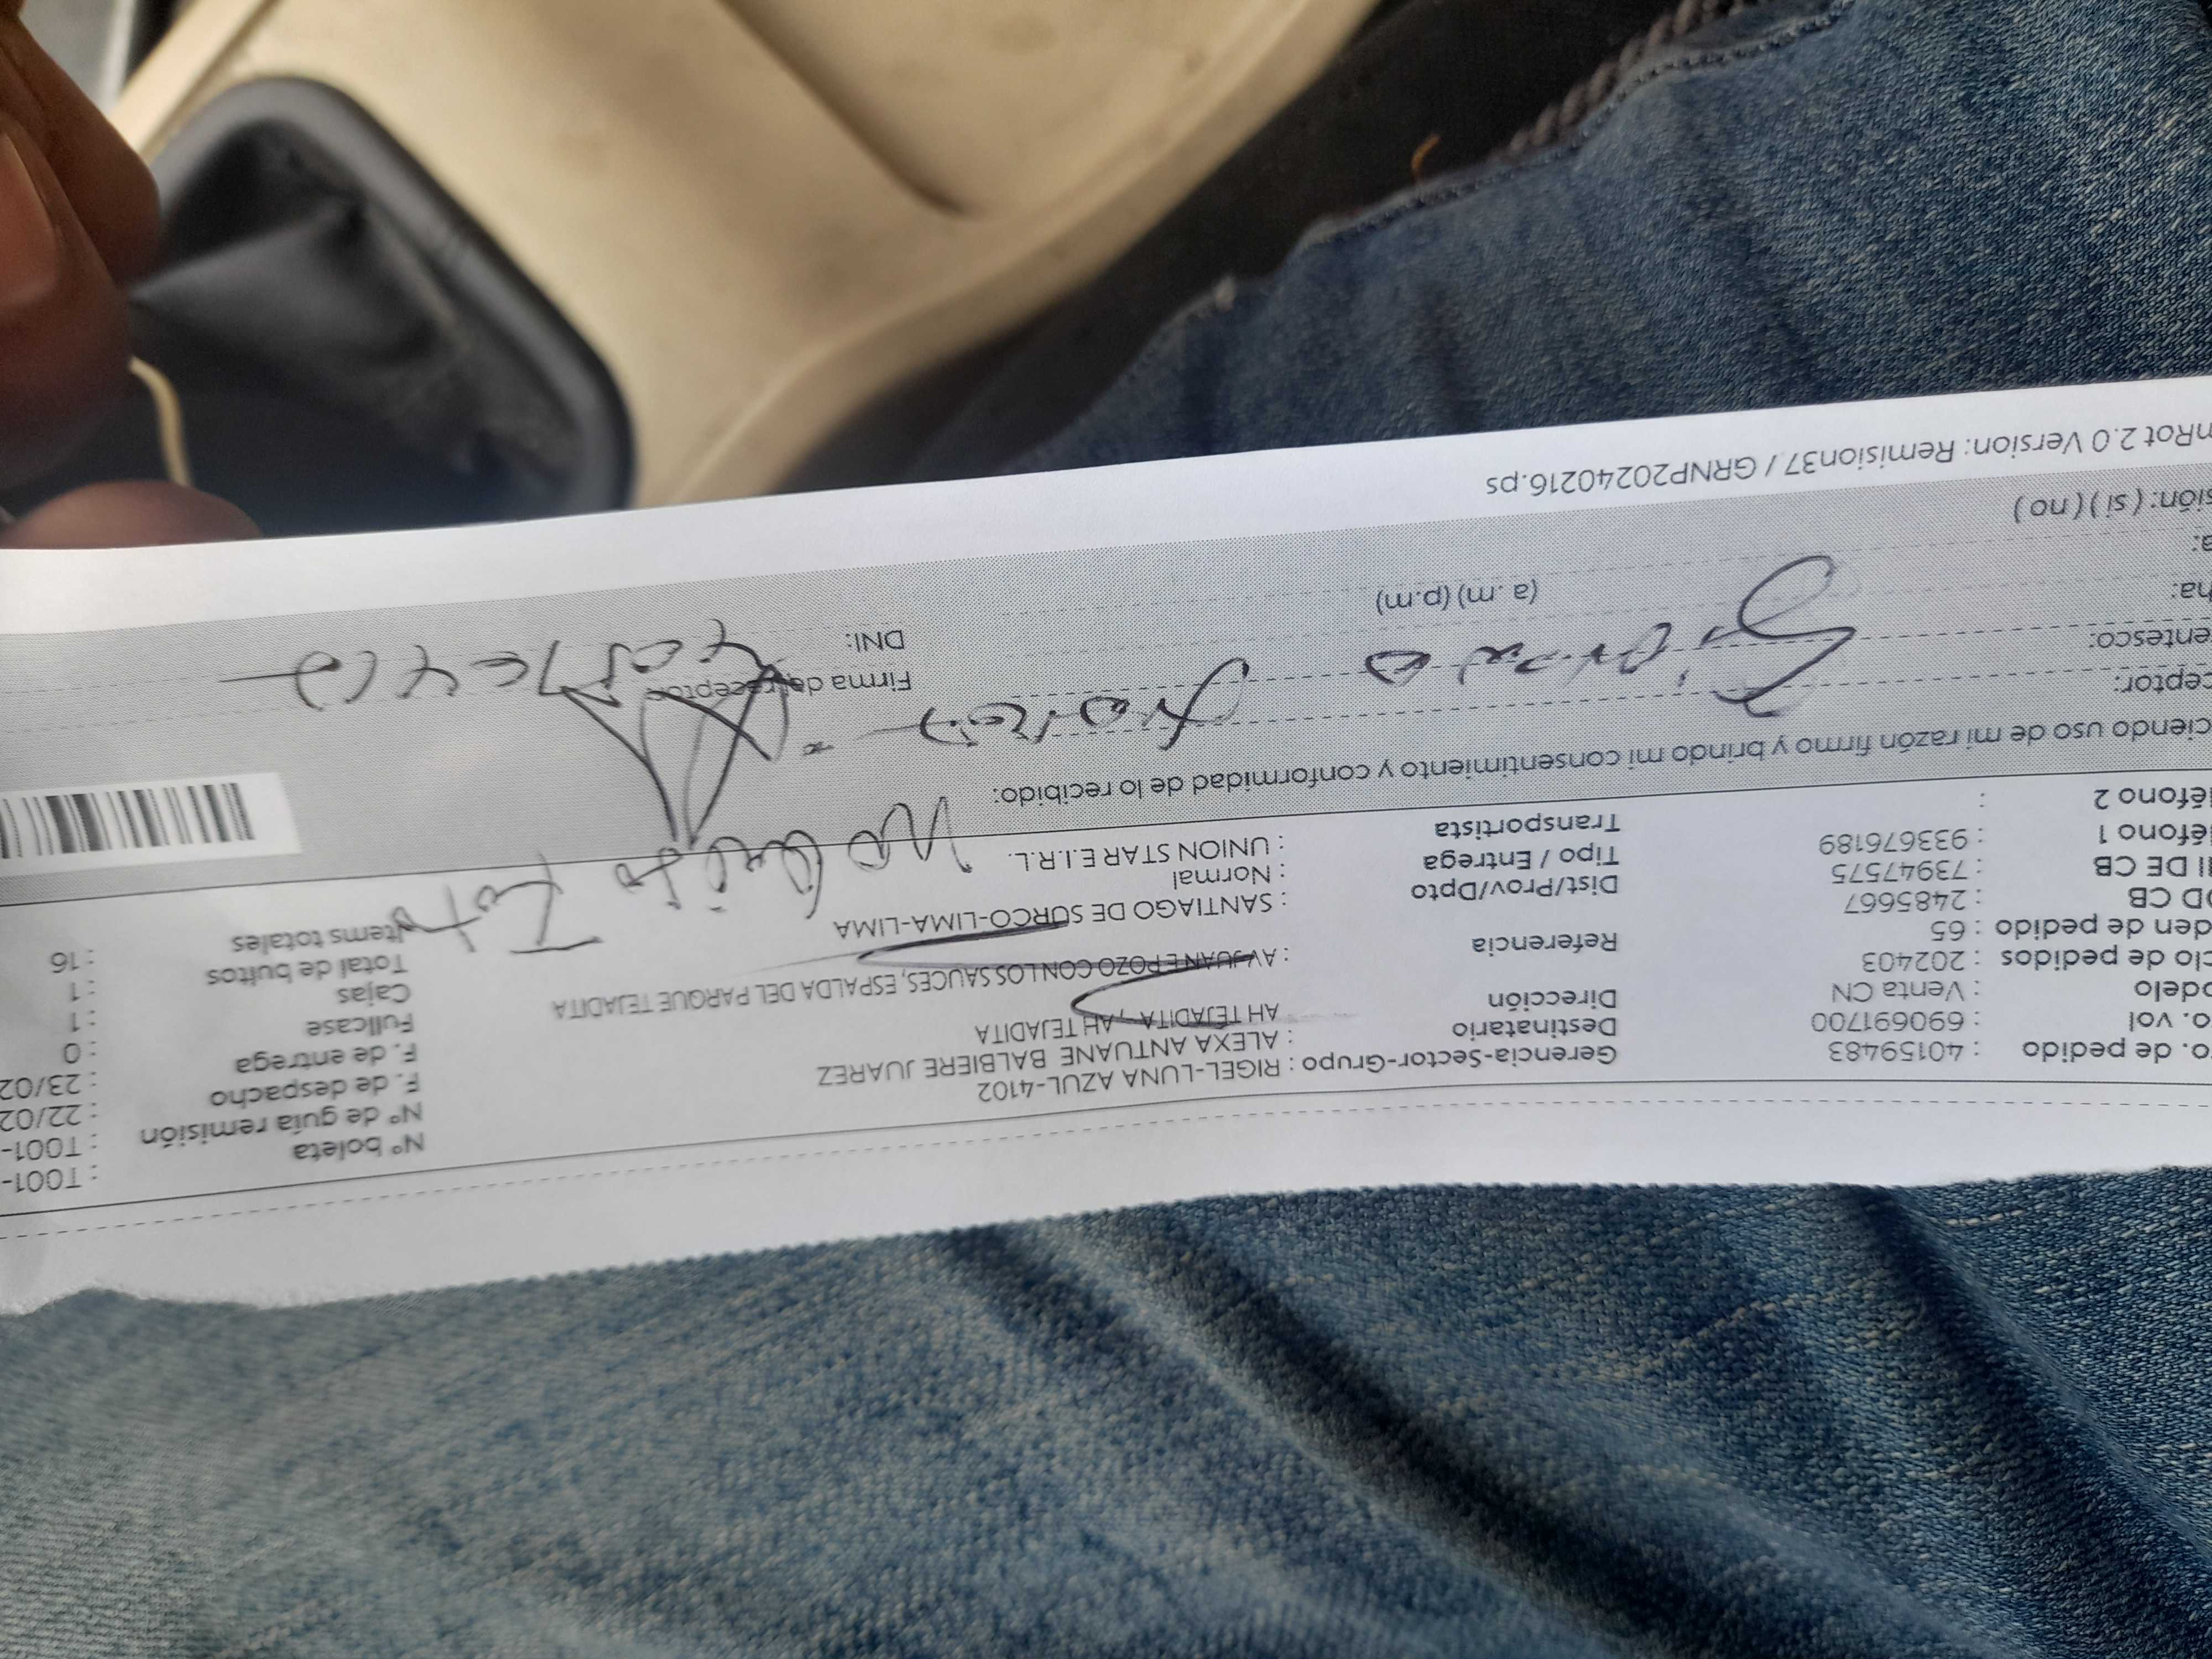 Nº boleta : T001-
Nº de guía remisión : T001-
F. de despacho : 22/02
F. de entrega : 23/02
Fullcase : 0
Cajas : 1
Total de bultos : 1
Items totales : 16
o. de pedido : 40159483
o. vol : 690691700
odelo : Venta CN
clo de pedidos : 202403
den de pedido : 65
OD CB : 2485667
II DE CB : 73947575
léfono 1 : 933676189
léfono 2 :
Gerencia-Sector-Grupo : RIGEL-LUNA AZUL-4102
Destinatario : ALEXA ANTUANE BALBIERE JUAREZ
Dirección AH TEJADITA , AH TEJADITA
Referencia : AV JUAN E POZO CON LOS SAUCES, ESPALDA DEL PARQUE TEJADITA
Dist/Prov/Dpto : SANTIAGO DE SURCO-LIMA-LIMA
Tipo / Entrega : Normal
Transportista : UNION STAR E.I.R.L.
ciendo uso de mi razón firmo y brindo mi consentimiento y conformidad de lo recibido:
No
Foto
ceptor:
entesco:
ha:
a:
(a .m) (p.m)
Firma del receptor
DNI:
sión: ( si ) ( no )
nRot 2.0 Version: Remision37 / GRNP20240216.ps